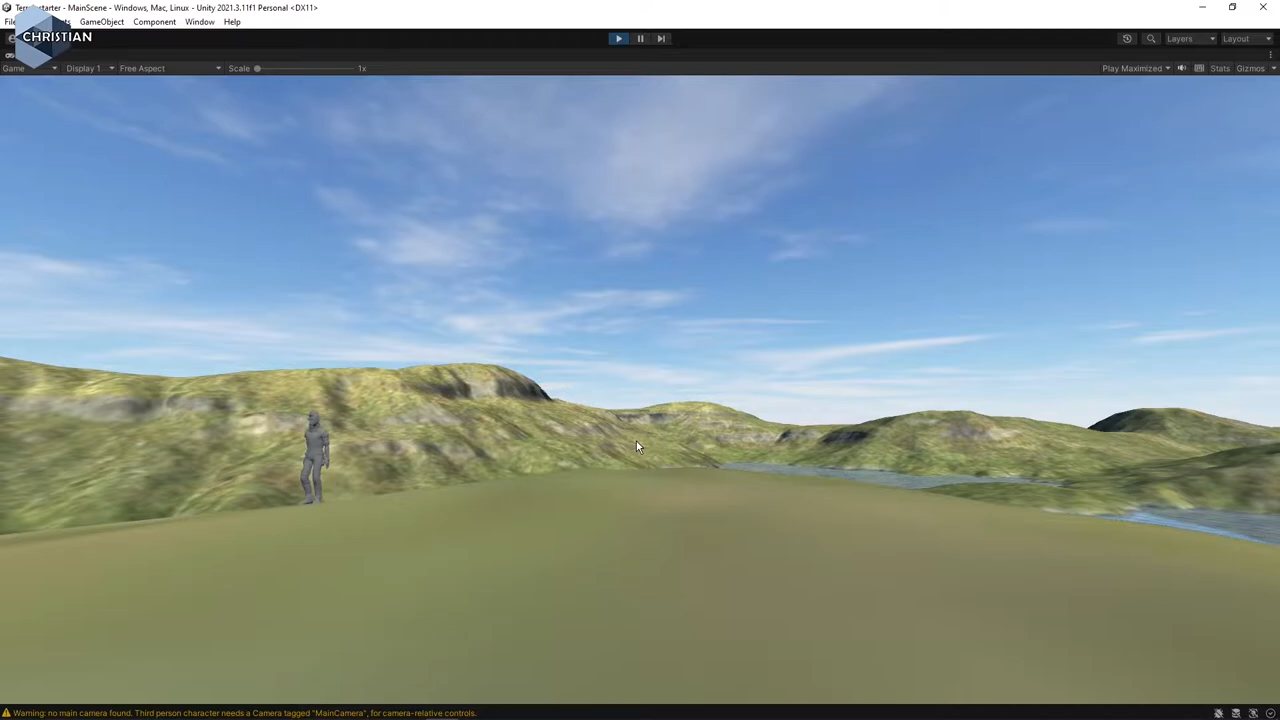 Terrainstarter - MainScene - Windows, Mac, Linux - Unity 2021.3.11f1 Personal <DX11>
GameObject Component Window Help
CHRISTIAN
Layers Layout
Game Display 1 Free Aspect Scale 1x Play Maximized Stats Gizmos
Warning: no main camera found. Third person character needs a Camera tagged "MainCamera", for camera-relative controls.